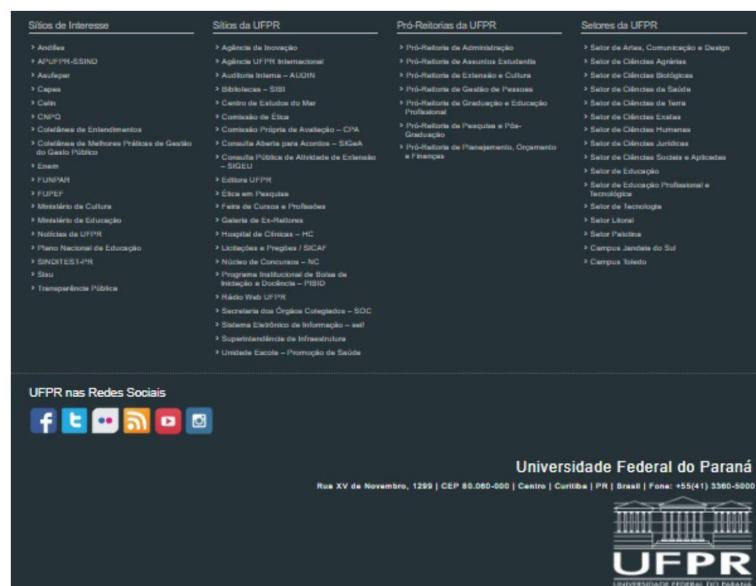 Sítios de Interesse
Andifes
APUFPR-SSIND
Asufepar
Capes
Celin
CNPQ
Coletânea de Entendimentos
Coletânea de Melhores Práticas de Gestão
do Gasto Público
Enem
FUNPAR
FUPEF
Ministério da Cultura
Ministério da Educação
Notícias da UFPR
Plano Nacional de Educação
SINDITEST-PR
Sisu
Transparência Pública
Sítios da UFPR
Agência de Inovação
Agência UFPR Internacional
Auditoria Interna – AUDIN
Bibliotecas – SIBI
Centro de Estudos do Mar
Comissão de Ética
Comissão Própria de Avaliação – CPA
Consulta Aberta para Acordos – SIGeA
Consulta Pública de Atividade de Extensão
– SIGEU
Editora UFPR
Ética em Pesquisa
Feira de Cursos e Profissões
Galeria de Ex-Reitores
Hospital de Clínicas – HC
Licitações e Pregões / SICAF
Núcleo de Concursos – NC
Programa Institucional de Bolsa de
Iniciação a Docência – PIBID
Rádio Web UFPR
Secretaria dos Órgãos Colegiados – SOC
Sistema Eletrônico de Informação – sei!
Superintendência de Infraestrutura
Unidade Escola – Promoção de Saúde
Pró-Reitorias da UFPR
Pró-Reitoria de Administração
Pró-Reitoria de Assuntos Estudantis
Pró-Reitoria de Extensão e Cultura
Pró-Reitoria de Gestão de Pessoas
Pró-Reitoria de Graduação e Educação
Profissional
Pró-Reitoria de Pesquisa e Pós-
Graduação
Pró-Reitoria de Planejamento, Orçamento
e Finanças
Setores da UFPR
Setor de Artes, Comunicação e Design
Setor de Ciências Agrárias
Setor de Ciências Biológicas
Setor de Ciências da Saúde
Setor de Ciências da Terra
Setor de Ciências Exatas
Setor de Ciências Humanas
Setor de Ciências Jurídicas
Setor de Ciências Sociais e Aplicadas
Setor de Educação
Setor de Educação Profissional e
Tecnológica
Setor de Tecnologia
Setor Litoral
Setor Palotina
Campus Jandaia do Sul
Campus Toledo
UFPR nas Redes Sociais
Universidade Federal do Paraná
Rua XV de Novembro, 1299 | CEP 80.060-000 | Centro | Curitiba | PR | Brasil | Fone: +55(41) 3360-5000
UFPR
UNIVERSIDADE FEDERAL DO PARANÁ